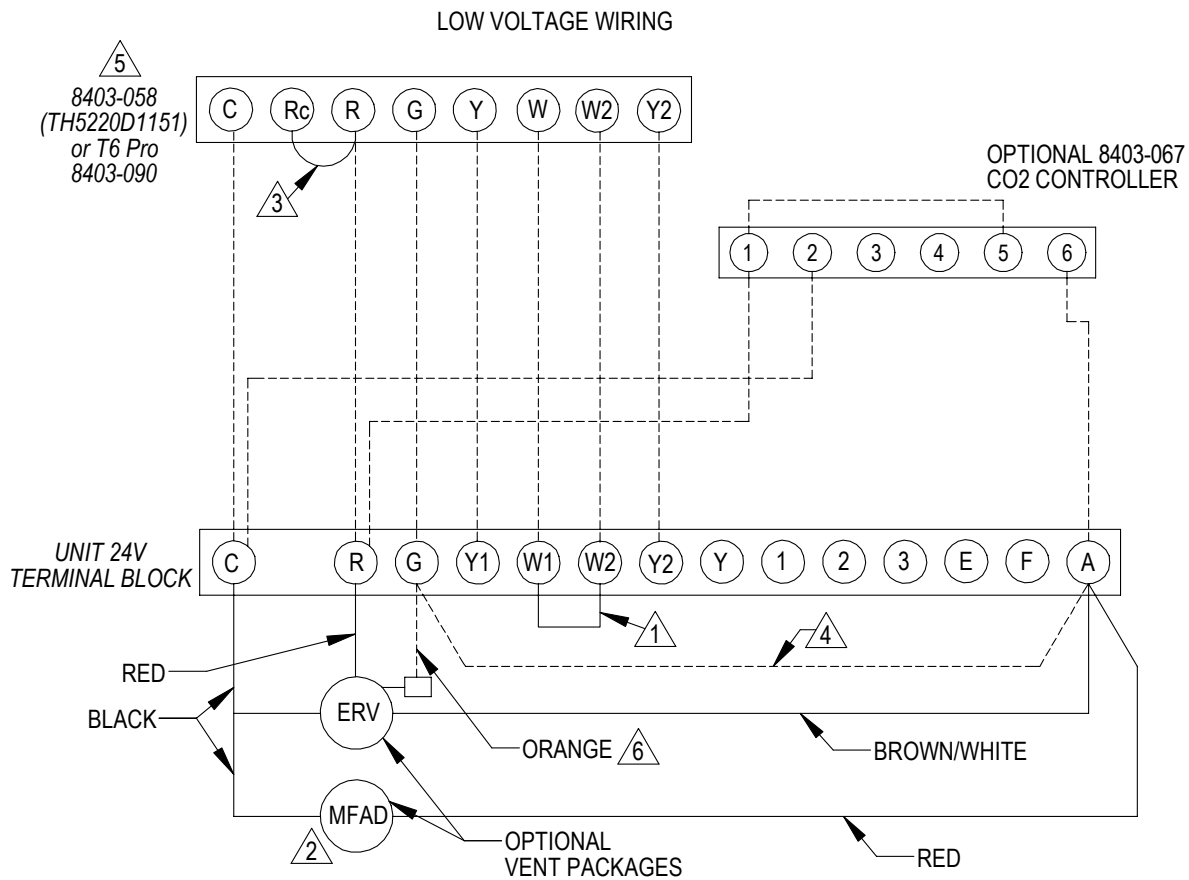 LOW VOLTAGE WIRING
5
8403-058
(TH5220D1151)
or T6 Pro
8403-090
C Rc R G Y W W2 Y2
3
OPTIONAL 8403-067
CO2 CONTROLLER
1 2 3 4 5 6
UNIT 24V
TERMINAL BLOCK
C R G Y1 W1 W2 Y2 Y 1 2 3 E F A
1
4
RED
BLACK
ERV
ORANGE 6
BROWN/WHITE
MFAD
2
OPTIONAL
VENT PACKAGES
RED